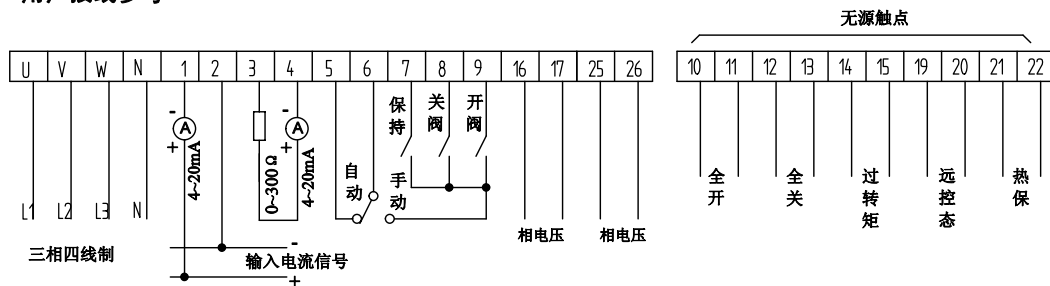 无源触点
U V W N 1 2 3 4 5 6 7 8 9 16 17 25 26
10 11 12 13 14 15 19 20 21 22
保持
关阀
开阀
- A +
4~20mA
0~300Ω
- A +
4~20mA
自动
手动
L1 L2 L3 N
三相四线制
-
输入电流信号
+
相电压
相电压
全开
全关
过转矩
远控态
热保